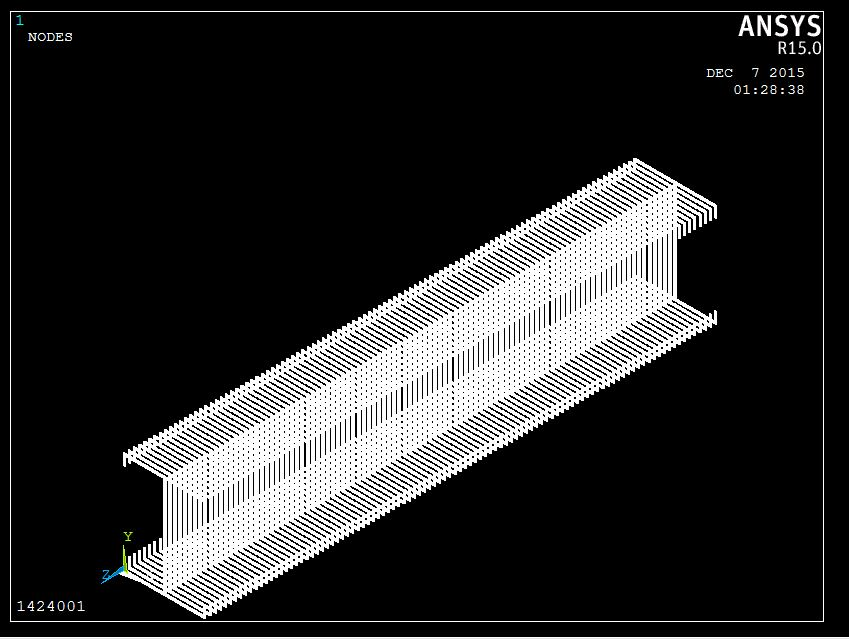 1
NODES
ANSYS
R15.0
DEC 7 2015
01:28:38
Y
Z
1424001